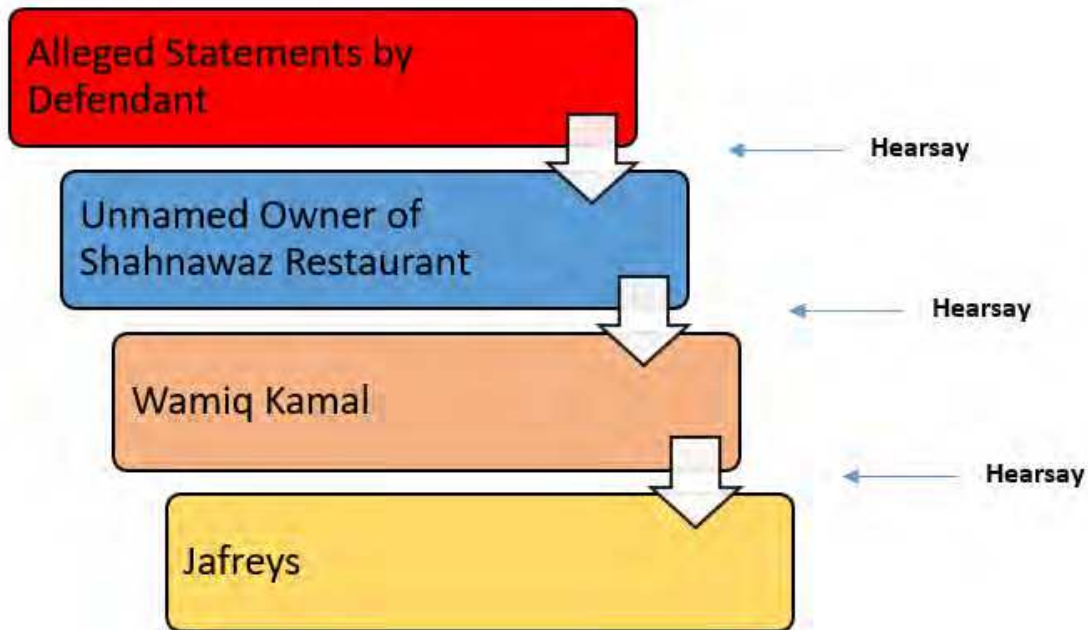 Alleged Statements by
Defendant
Hearsay
Unnamed Owner of
Shahnawaz Restaurant
Hearsay
Wamiq Kamal
Hearsay
Jafreys